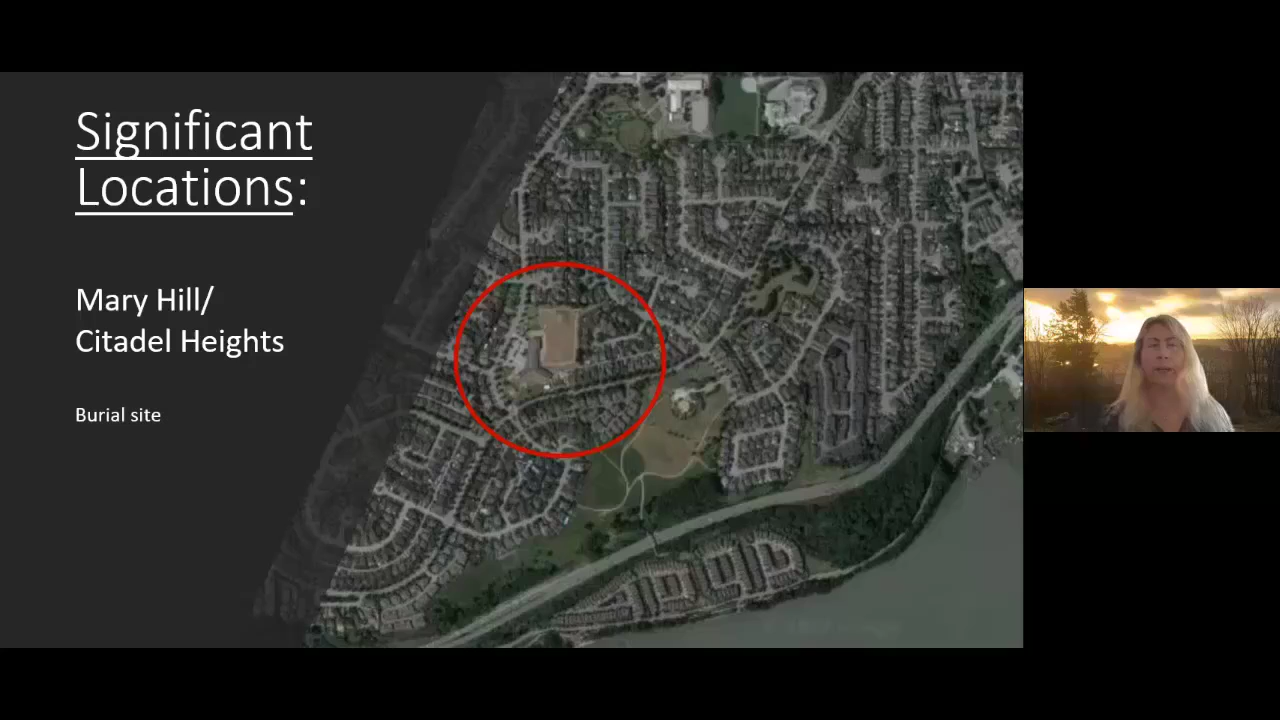 Significant
Locations:
Mary Hill/
Citadel Heights
Burial site